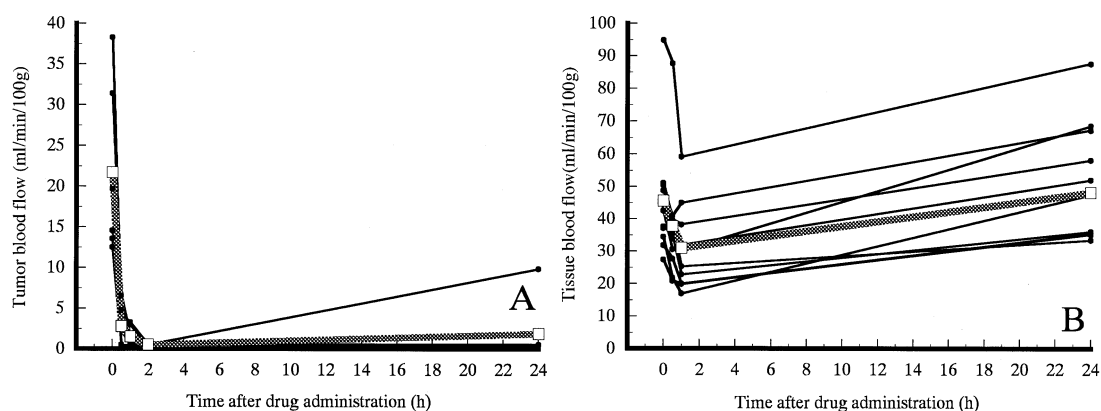 40
35
30
25
20
15
10
5
0
Tumor blood flow (ml/min/100g)
0 2 4 6 8 10 12 14 16 18 20 22 24
Time after drug administration (h)
A
100
90
80
70
60
50
40
30
20
10
0
Tissue blood flow(ml/min/100g)
0 2 4 6 8 10 12 14 16 18 20 22 24
Time after drug administration (h)
B